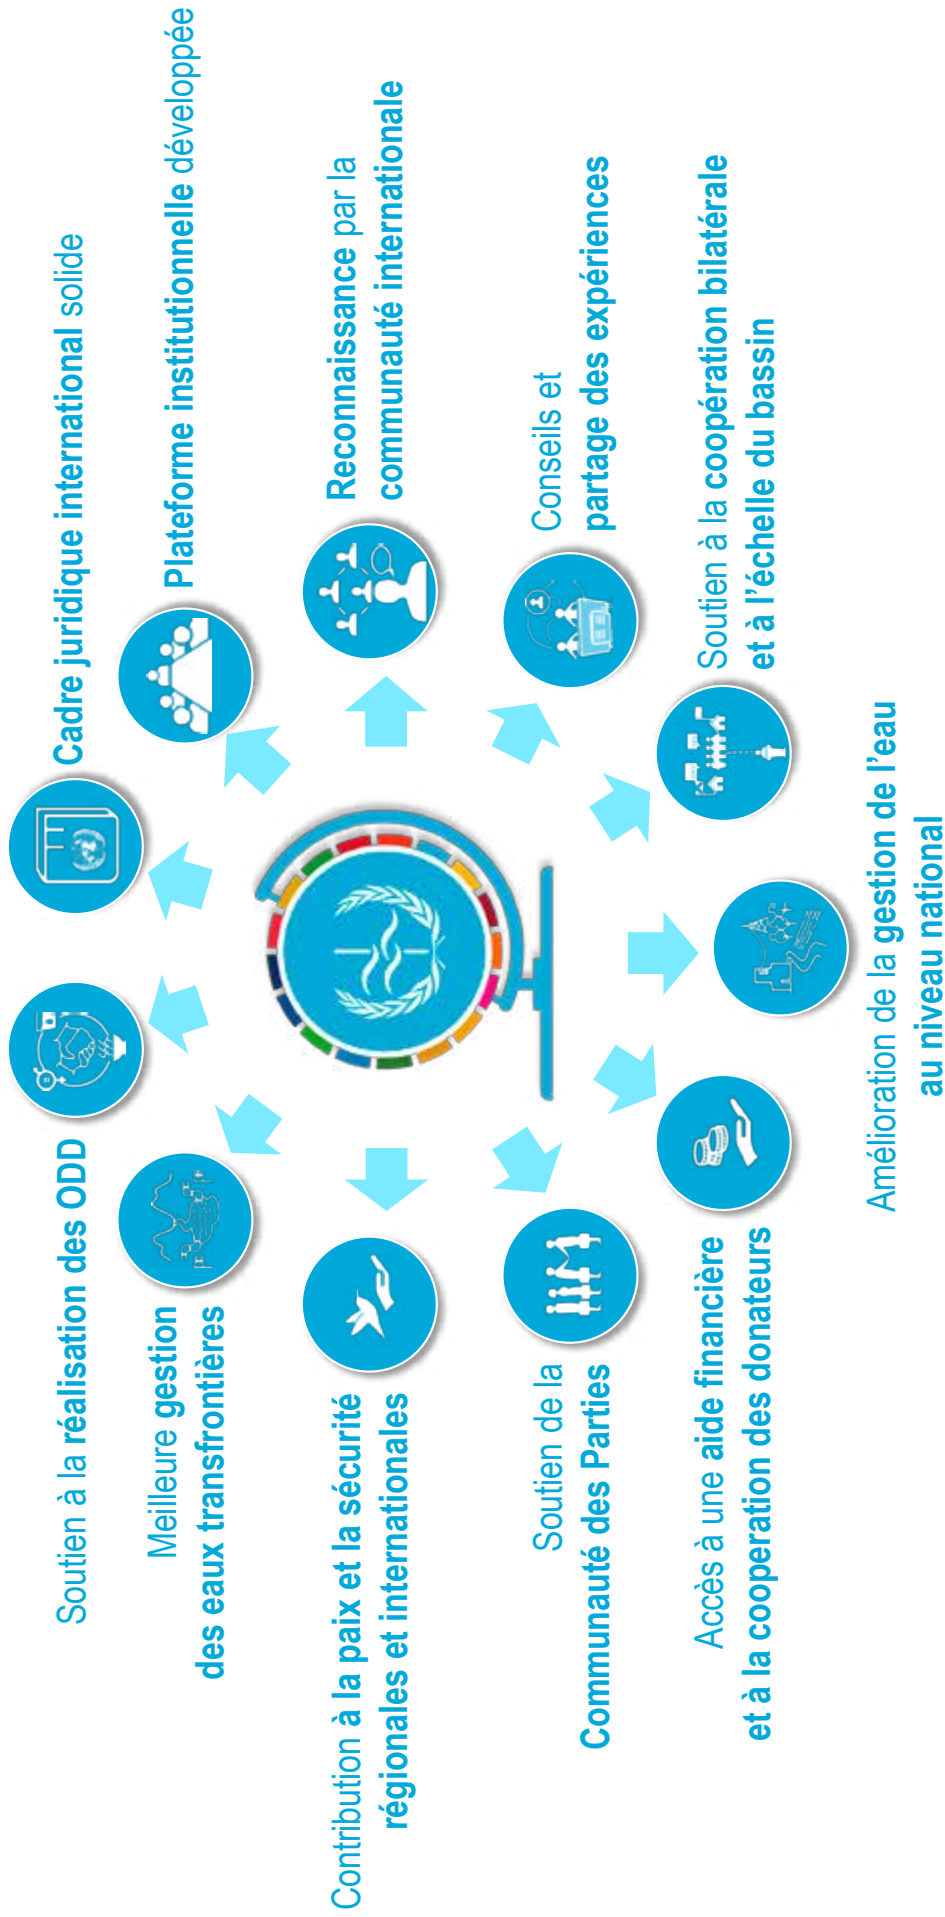 Cadre juridique international solide
Plateforme institutionnelle développée
Reconnaissance par la
communauté internationale
Conseils et
partage des expériences
Soutien à la coopération bilatérale
et à l'échelle du bassin
Amélioration de la gestion de l'eau
au niveau national
Accès à une aide financière
et à la cooperation des donateurs
Soutien de la
Communauté des Parties
Contribution à la paix et la sécurité
régionales et internationales
Meilleure gestion
des eaux transfrontières
Soutien à la réalisation des ODD